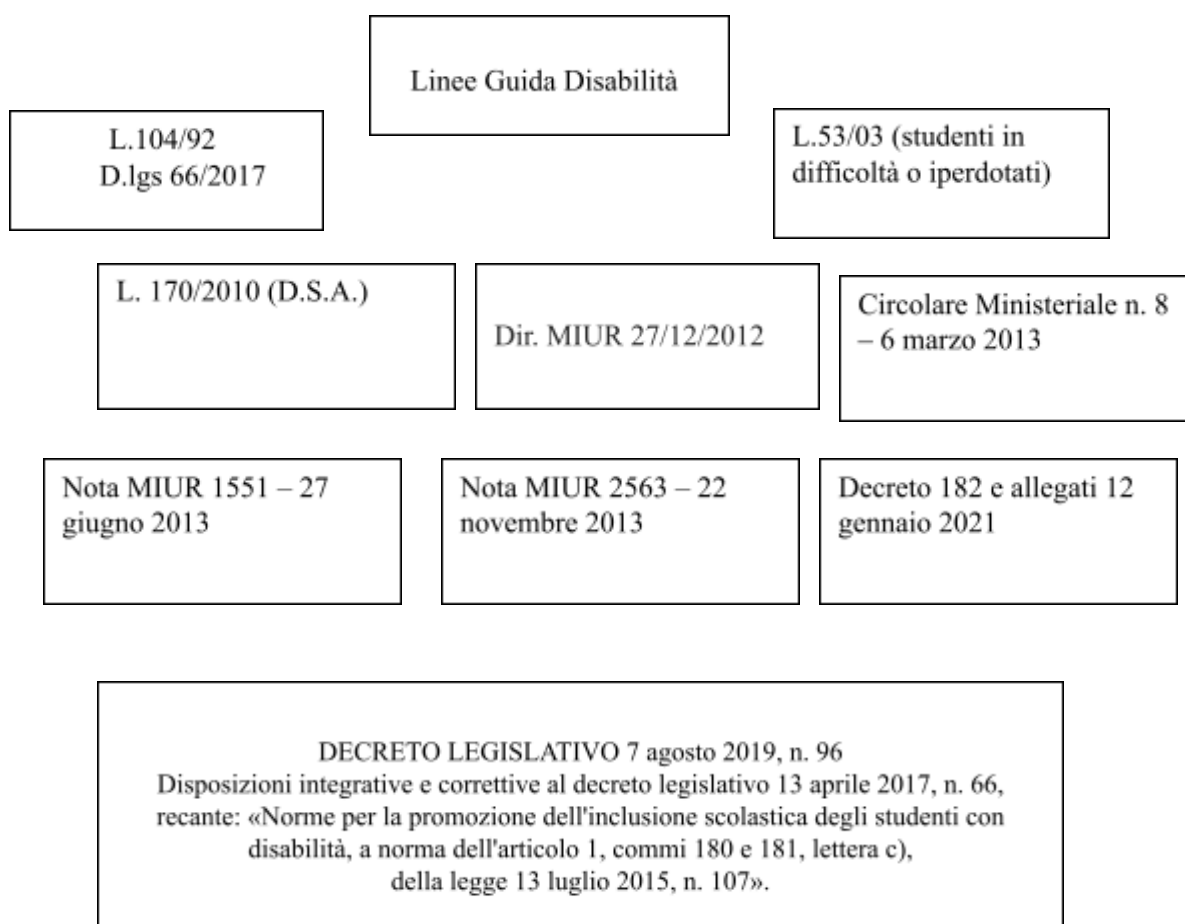 Linee Guida Disabilità
L.104/92
D.lgs 66/2017
L.53/03 (studenti in
difficoltà o iperdotati)
L. 170/2010 (D.S.A.)
Dir. MIUR 27/12/2012
Circolare Ministeriale n. 8
– 6 marzo 2013
Nota MIUR 1551 – 27
giugno 2013
Nota MIUR 2563 – 22
novembre 2013
Decreto 182 e allegati 12
gennaio 2021
DECRETO LEGISLATIVO 7 agosto 2019, n. 96
Disposizioni integrative e correttive al decreto legislativo 13 aprile 2017, n. 66,
recante: «Norme per la promozione dell'inclusione scolastica degli studenti con
disabilità, a norma dell'articolo 1, commi 180 e 181, lettera c),
della legge 13 luglio 2015, n. 107».